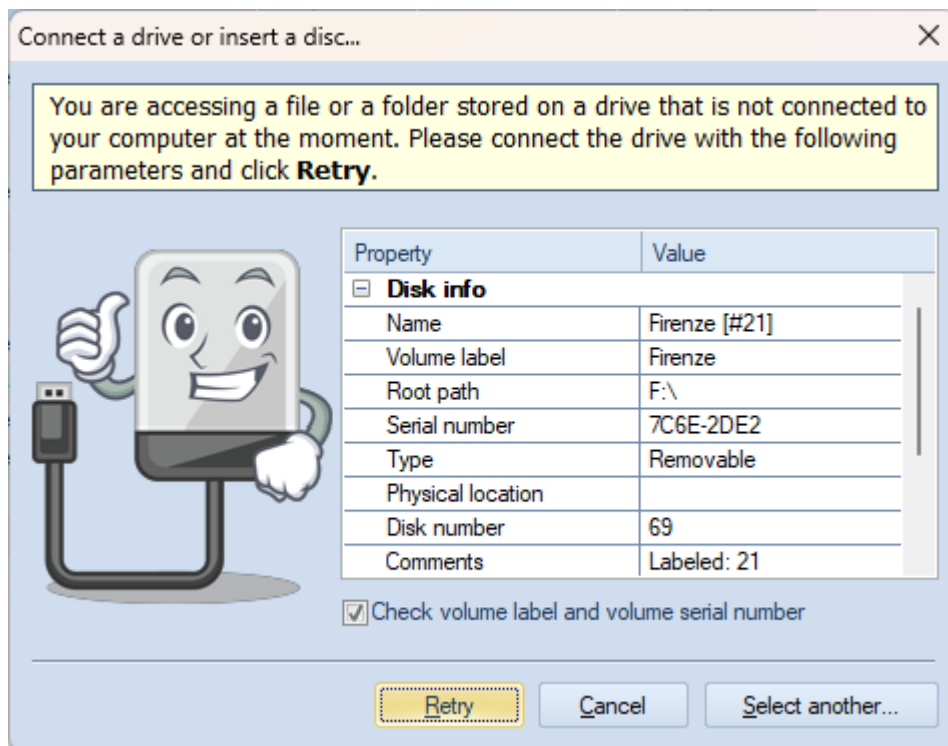 Connect a drive or insert a disc...
You are accessing a file or a folder stored on a drive that is not connected to
your computer at the moment. Please connect the drive with the following
parameters and click Retry.
Property Value
Disk info
Name Firenze [#21]
Volume label Firenze
Root path F:\
Serial number 7C6E-2DE2
Type Removable
Physical location
Disk number 69
Comments Labeled: 21
Check volume label and volume serial number
Retry Cancel Select another...